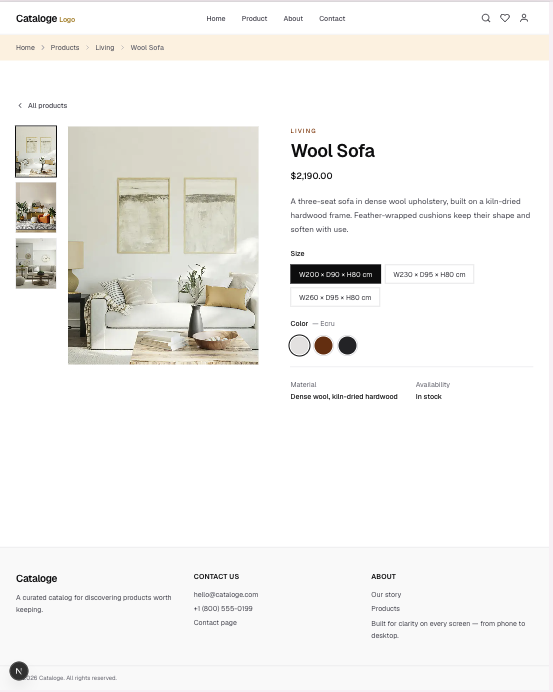 Cataloge Logo
Home Product About Contact
Home > Products > Living > Wool Sofa
All products
LIVING
Wool Sofa
$2,190.00
A three-seat sofa in dense wool upholstery, built on a kiln-dried
hardwood frame. Feather-wrapped cushions keep their shape and
soften with use.
Size
W200 × D90 × H80 cm W230 × D95 × H80 cm
W260 × D95 × H80 cm
Color — Ecru
Material Availability
Dense wool, kiln-dried hardwood In stock
Cataloge
A curated catalog for discovering products worth
keeping.
CONTACT US
hello@cataloge.com
+1 (800) 555-0199
Contact page
ABOUT
Our story
Products
Built for clarity on every screen — from phone to
desktop.
N
Cataloge. All rights reserved.